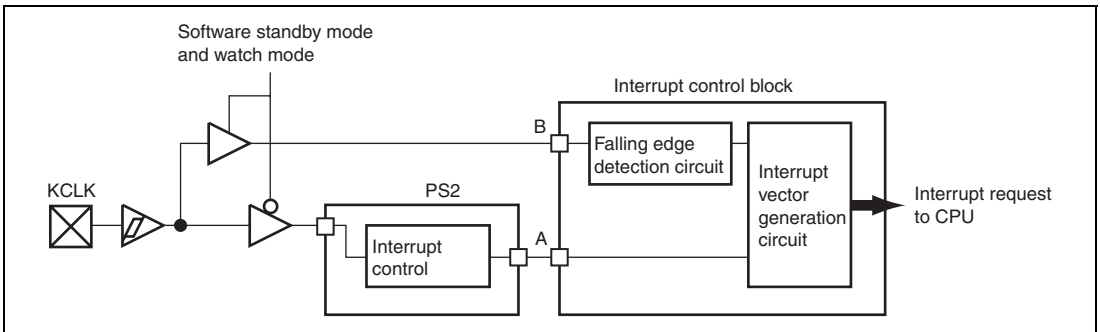 Software standby mode
and watch mode
Interrupt control block
B
Falling edge
detection circuit
KCLK
PS2
Interrupt
vector
generation
circuit
Interrupt request
to CPU
A
Interrupt
control